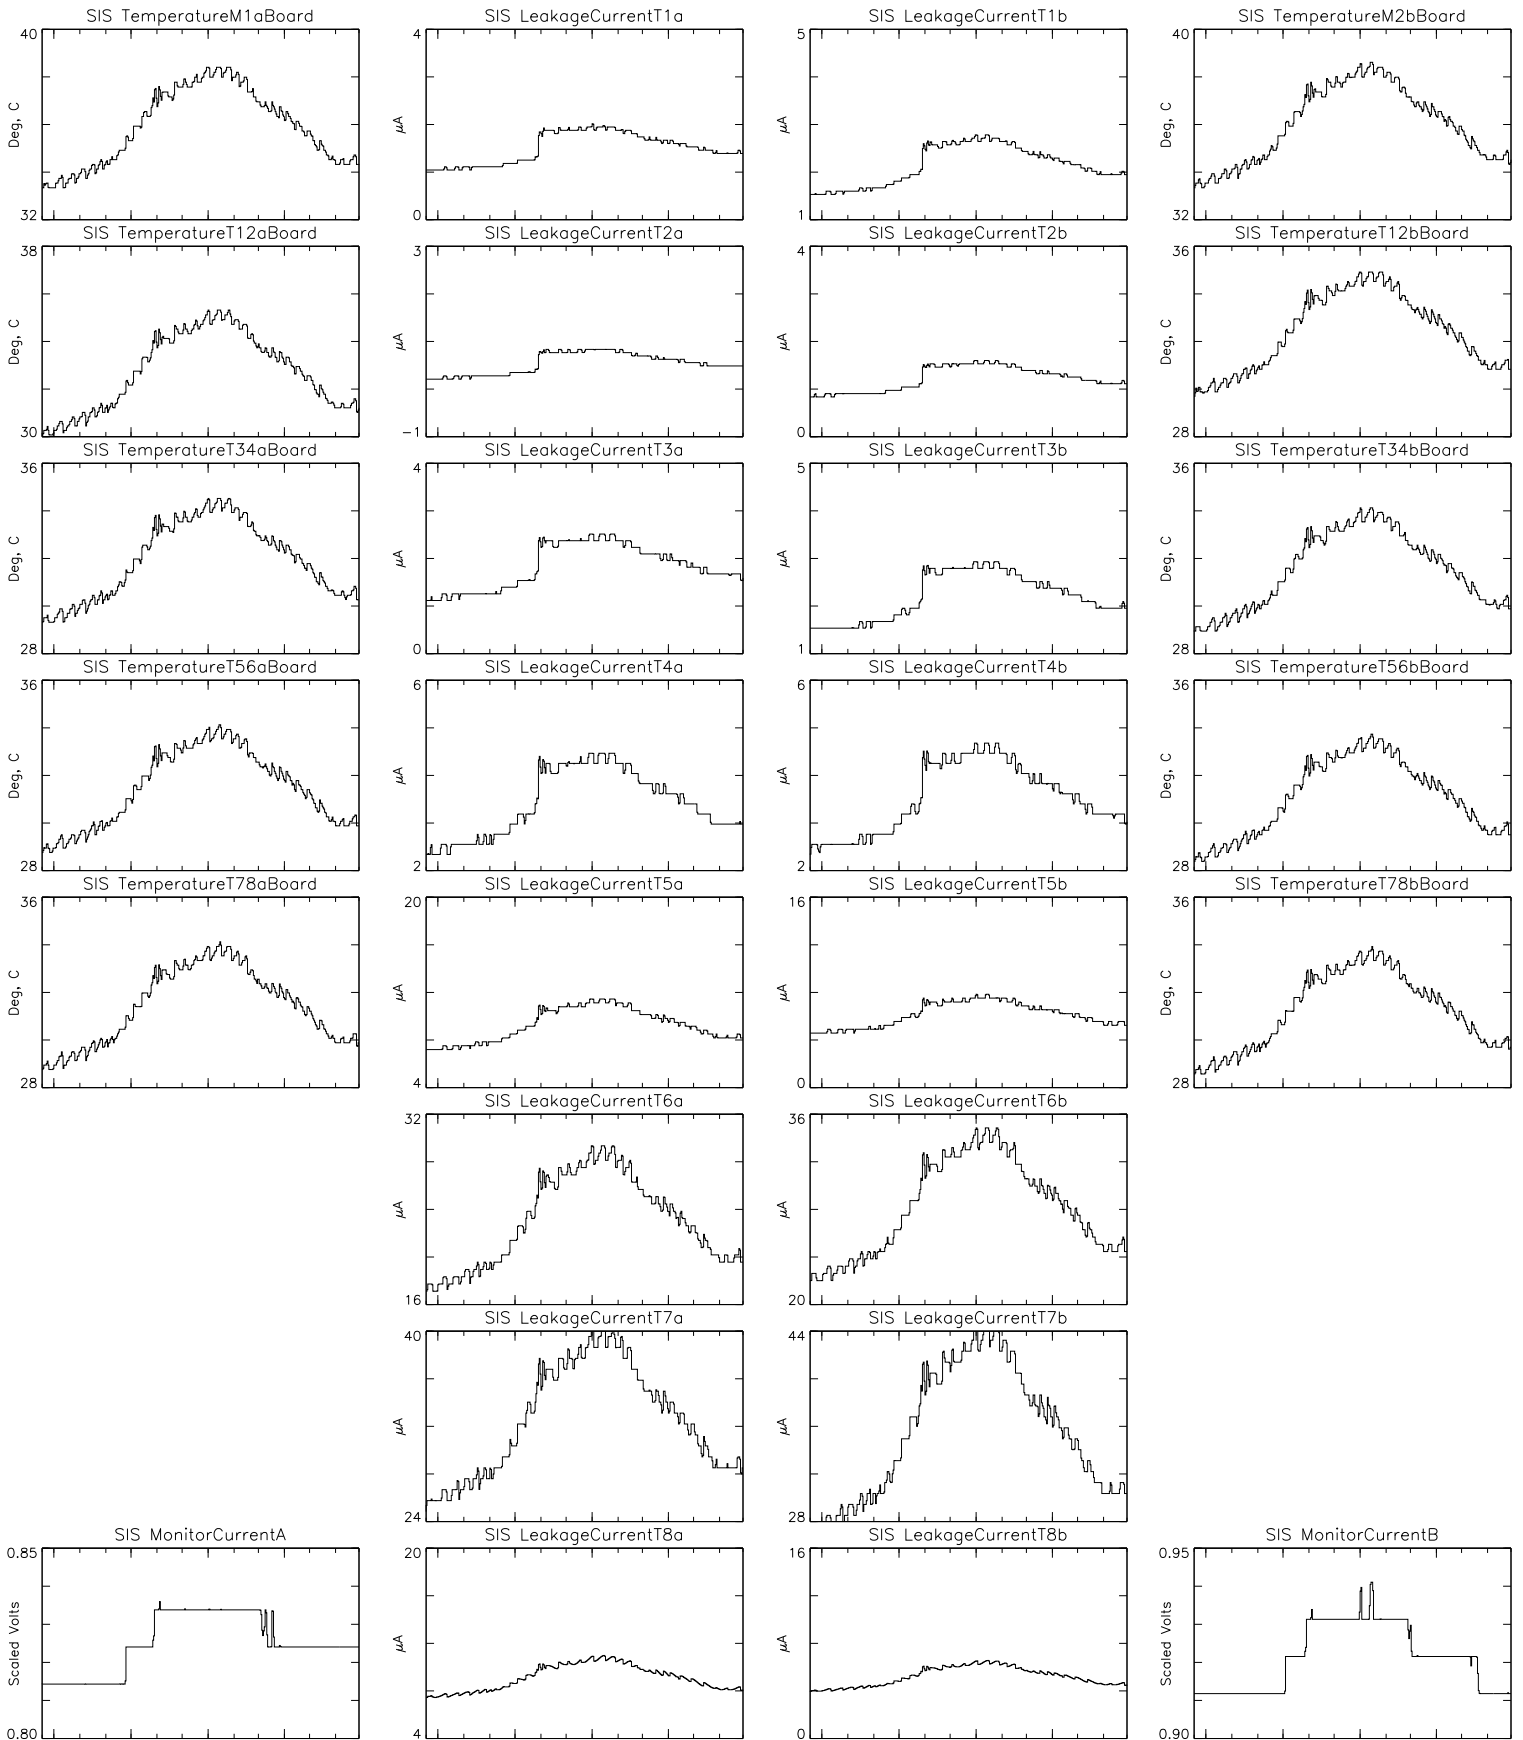 SIS TemperatureM1aBoard
SIS LeakageCurrentT1a
SIS LeakageCurrentT1b
SIS TemperatureM2bBoard
40
Deg, C
32
4
µA
0
5
µA
1
40
Deg, C
32
SIS TemperatureT12aBoard
SIS LeakageCurrentT2a
SIS LeakageCurrentT2b
SIS TemperatureT12bBoard
38
Deg, C
30
3
µA
-1
4
µA
0
36
Deg, C
28
SIS TemperatureT34aBoard
SIS LeakageCurrentT3a
SIS LeakageCurrentT3b
SIS TemperatureT34bBoard
36
Deg, C
28
4
µA
0
5
µA
1
36
Deg, C
28
SIS TemperatureT56aBoard
SIS LeakageCurrentT4a
SIS LeakageCurrentT4b
SIS TemperatureT56bBoard
36
Deg, C
28
6
µA
2
6
µA
2
36
Deg, C
28
SIS TemperatureT78aBoard
SIS LeakageCurrentT5a
SIS LeakageCurrentT5b
SIS TemperatureT78bBoard
36
Deg, C
28
20
µA
4
16
µA
0
36
Deg, C
28
SIS LeakageCurrentT6a
SIS LeakageCurrentT6b
32
µA
16
36
µA
20
SIS LeakageCurrentT7a
SIS LeakageCurrentT7b
40
µA
24
44
µA
28
SIS MonitorCurrentA
SIS LeakageCurrentT8a
SIS LeakageCurrentT8b
SIS MonitorCurrentB
0.85
Scaled Volts
0.80
20
µA
4
16
µA
0
0.95
Scaled Volts
0.90